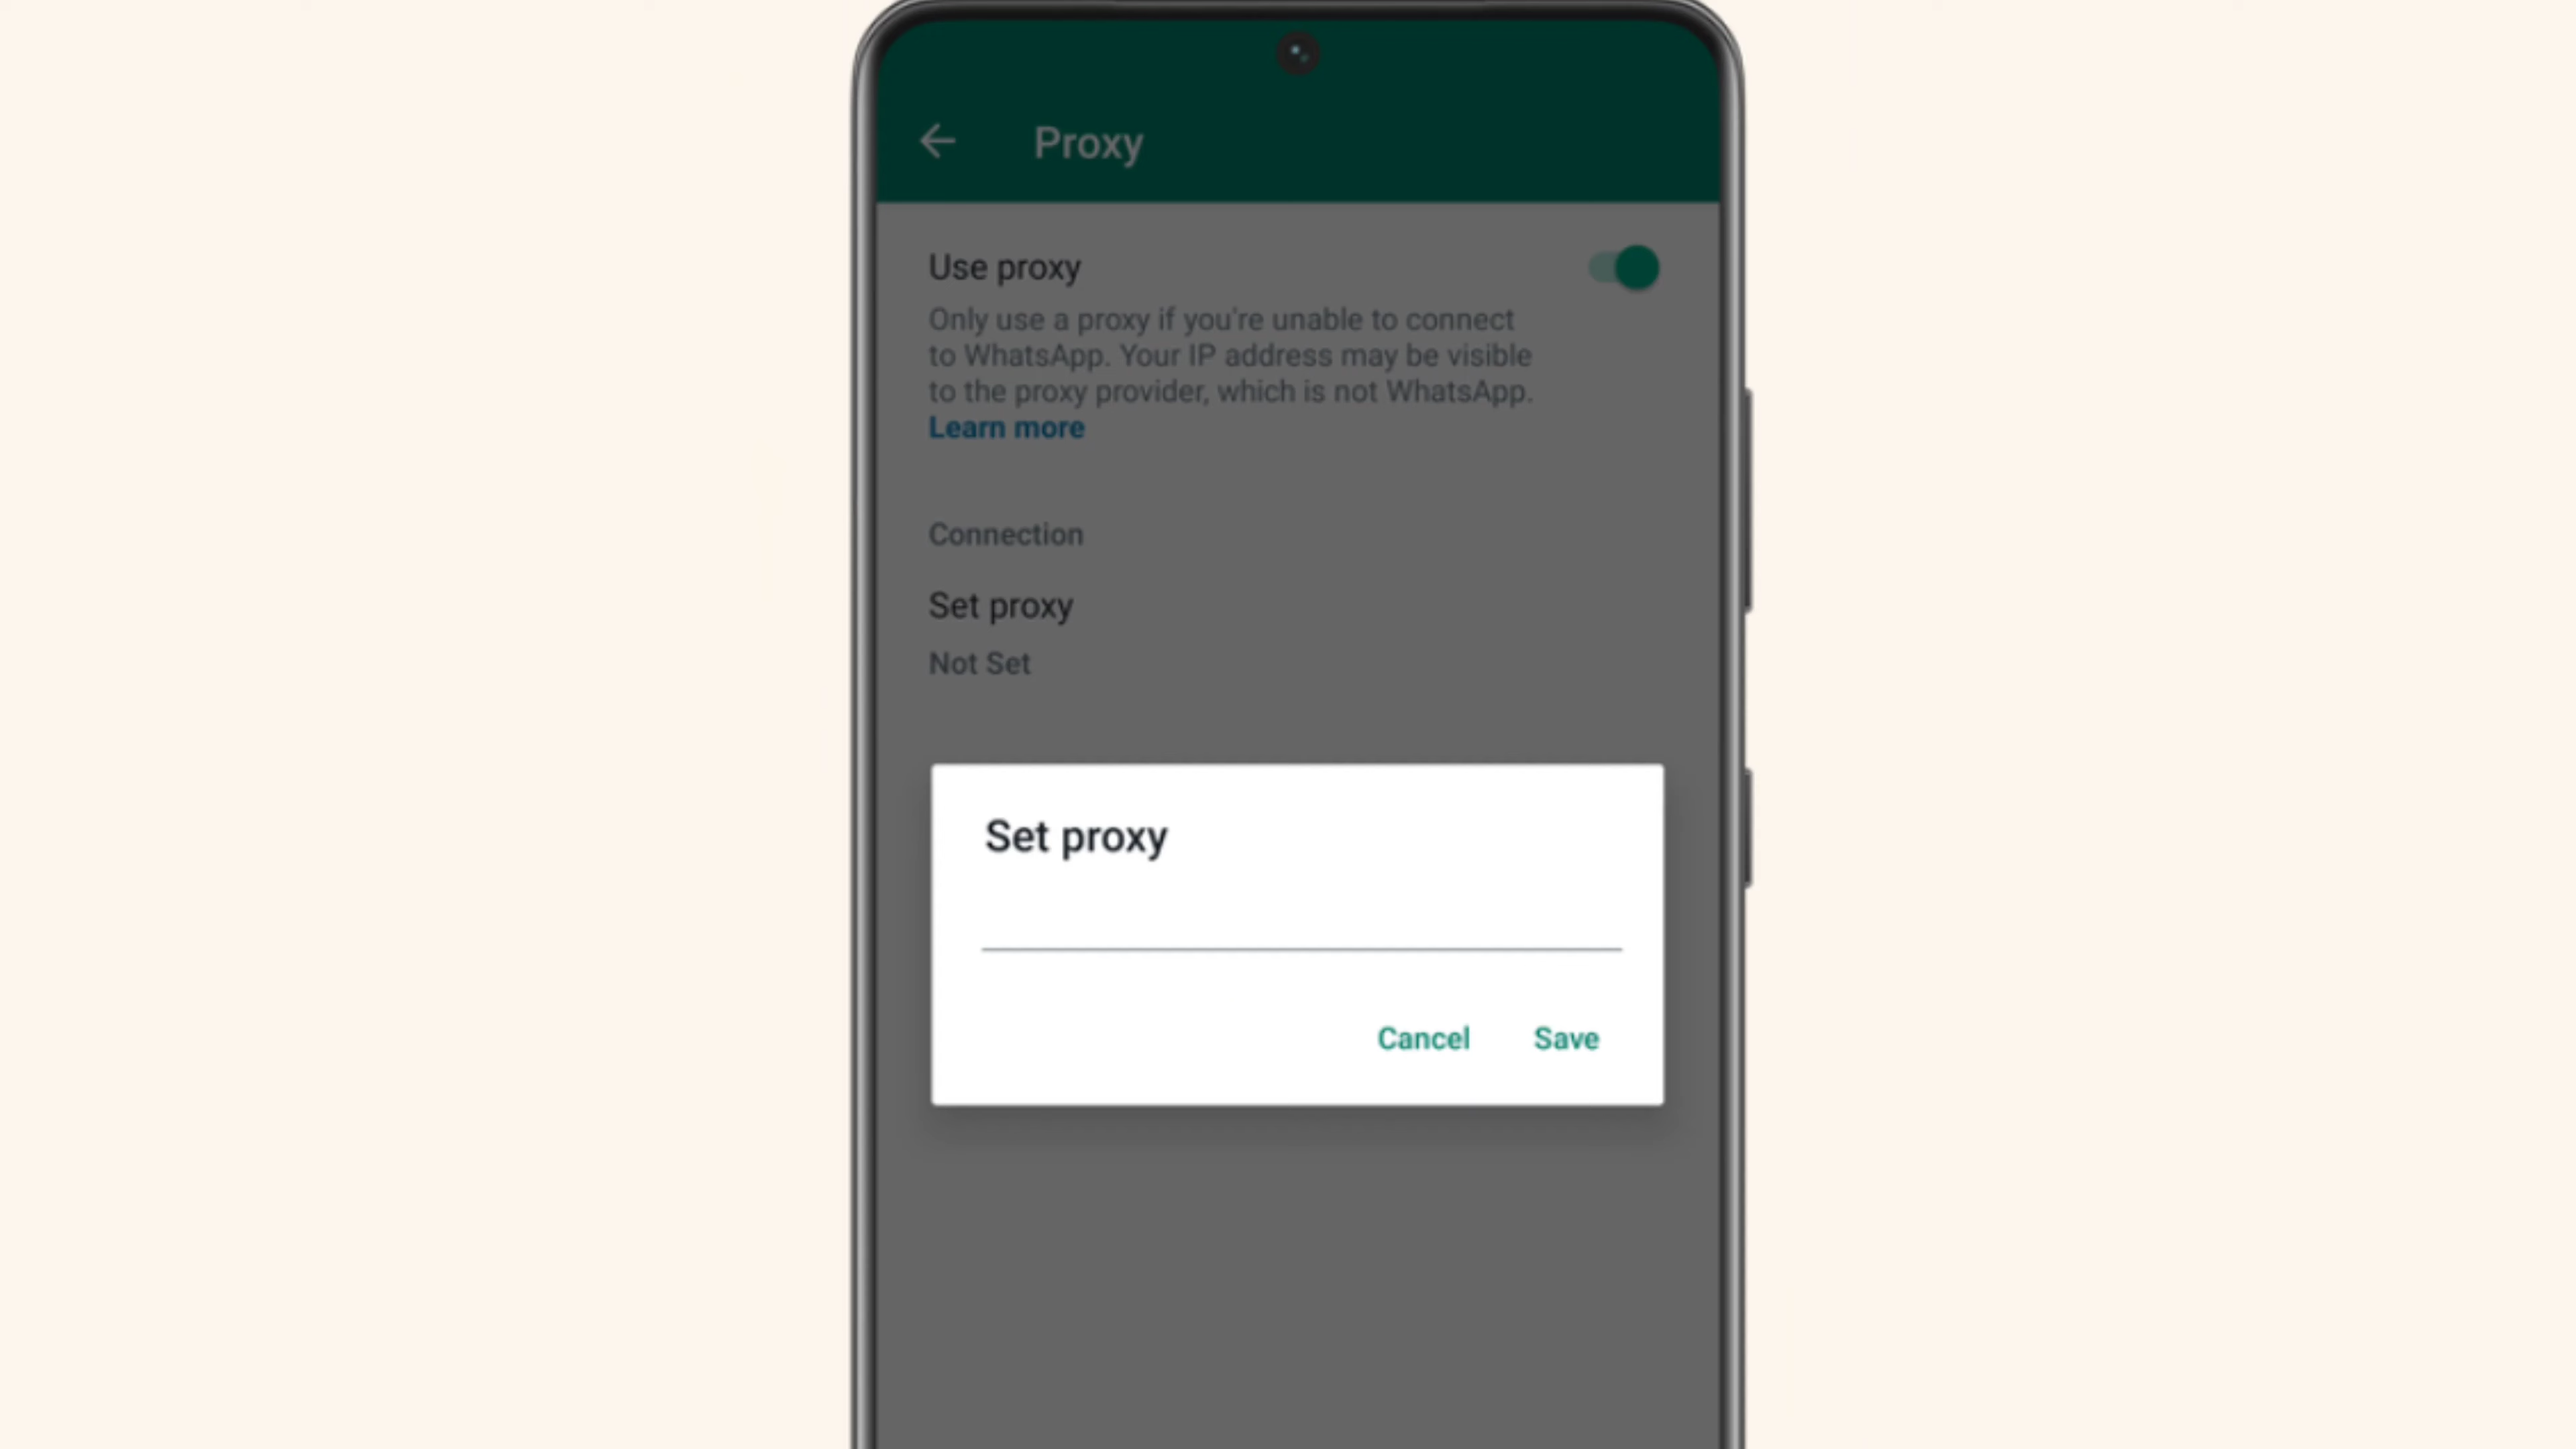 Proxy
Use proxy
Only use a proxy if you're unable to connect
to WhatsApp. Your IP address may be visible
to the proxy provider, which is not WhatsApp.
Learn more
Connection
Set proxy
Not Set
Set proxy
Cancel Save